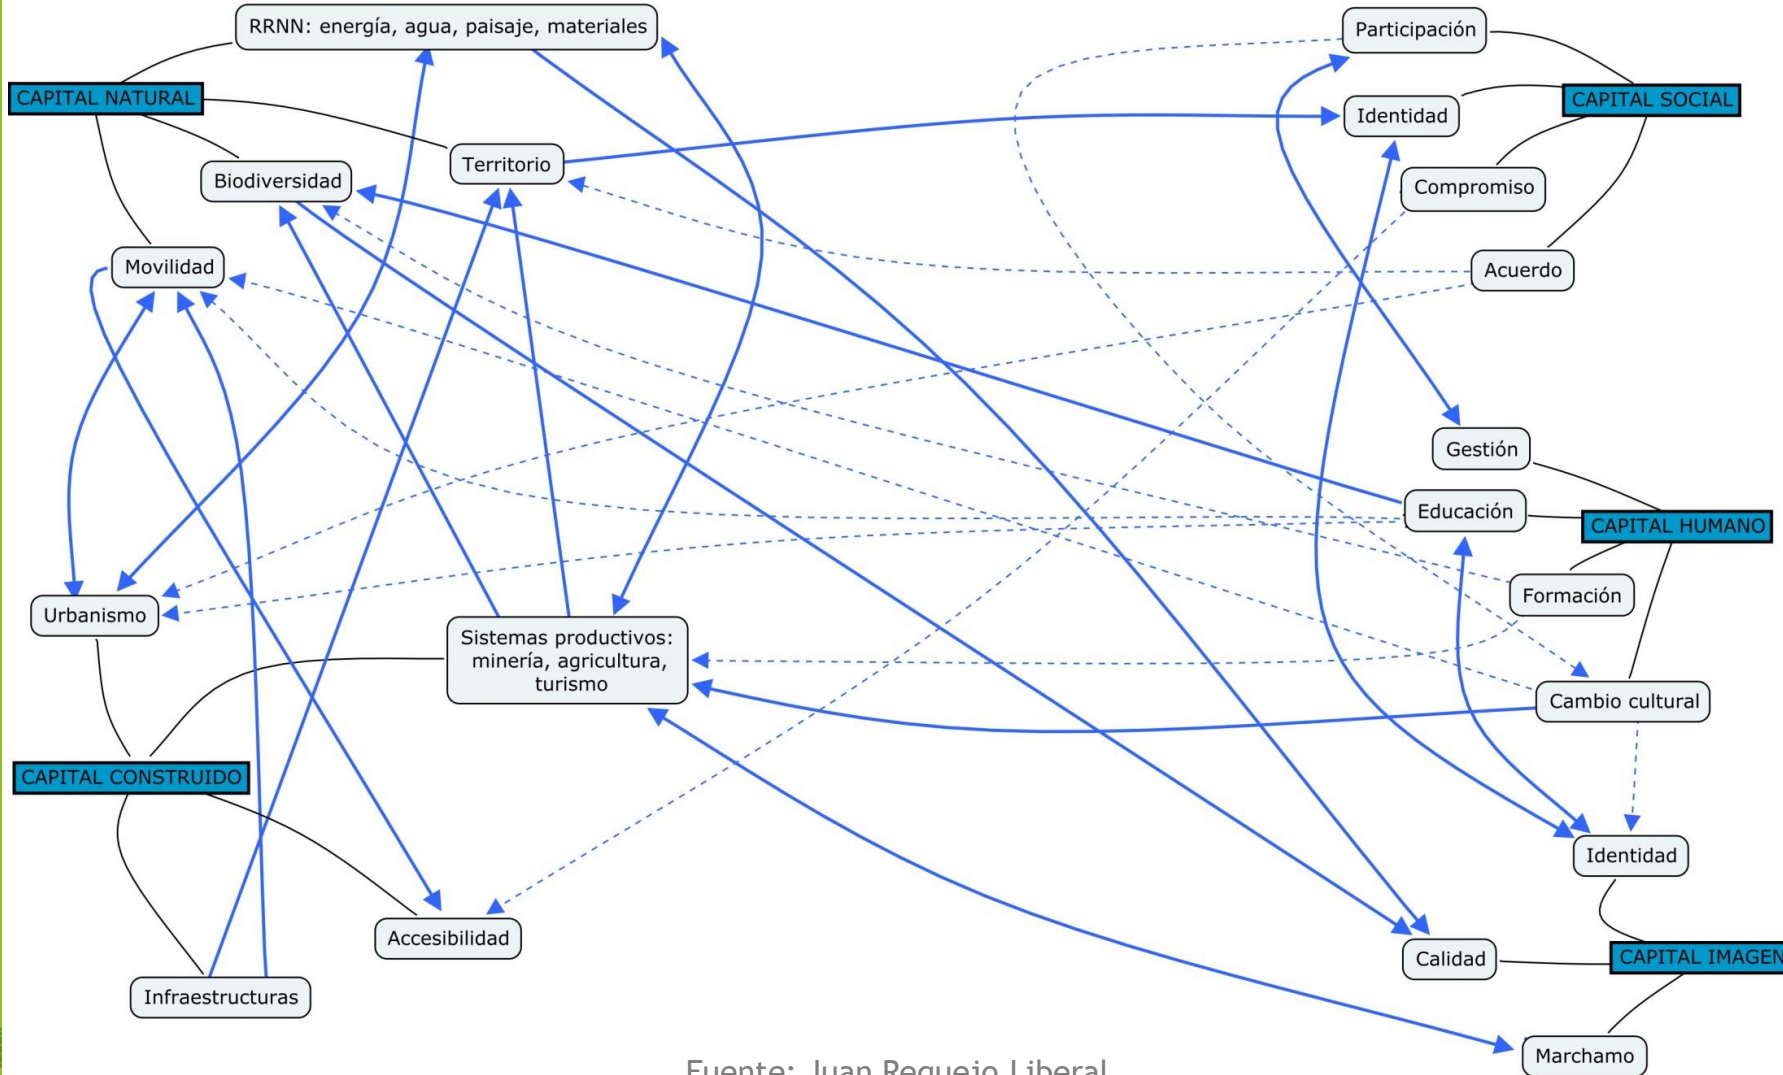 RRNN: energía, agua, paisaje, materiales
Participación
CAPITAL NATURAL
CAPITAL SOCIAL
Identidad
Territorio
Biodiversidad
Compromiso
Movilidad
Acuerdo
Gestión
Educación
CAPITAL HUMANO
Formación
Urbanismo
Sistemas productivos:
minería, agricultura,
turismo
Cambio cultural
CAPITAL CONSTRUIDO
Identidad
Accesibilidad
Calidad
CAPITAL IMAGEN
Infraestructuras
Marchamo
Fuente: Juan Requejo Liberal